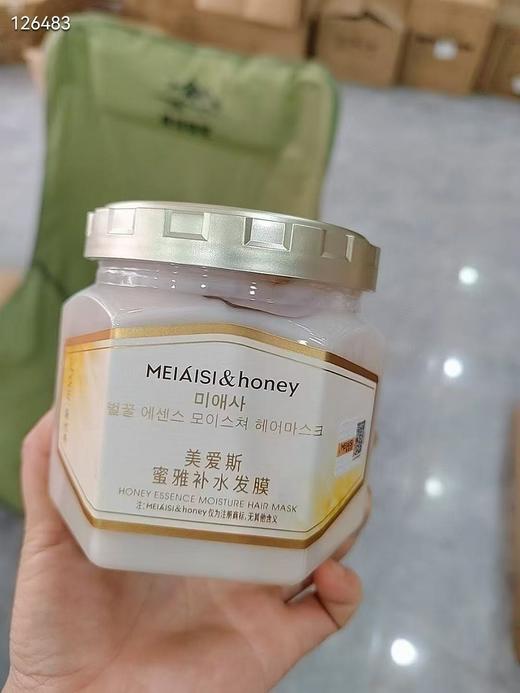 126483
MEIÁISI&honey
미애사
벌꿀 에센스 모이스쳐 헤어마스크
美爱斯
蜜雅补水发膜
HONEY ESSENCE MOISTURE HAIR MASK
注:MEIÁISI&honey仅为注册商标,无其他含义